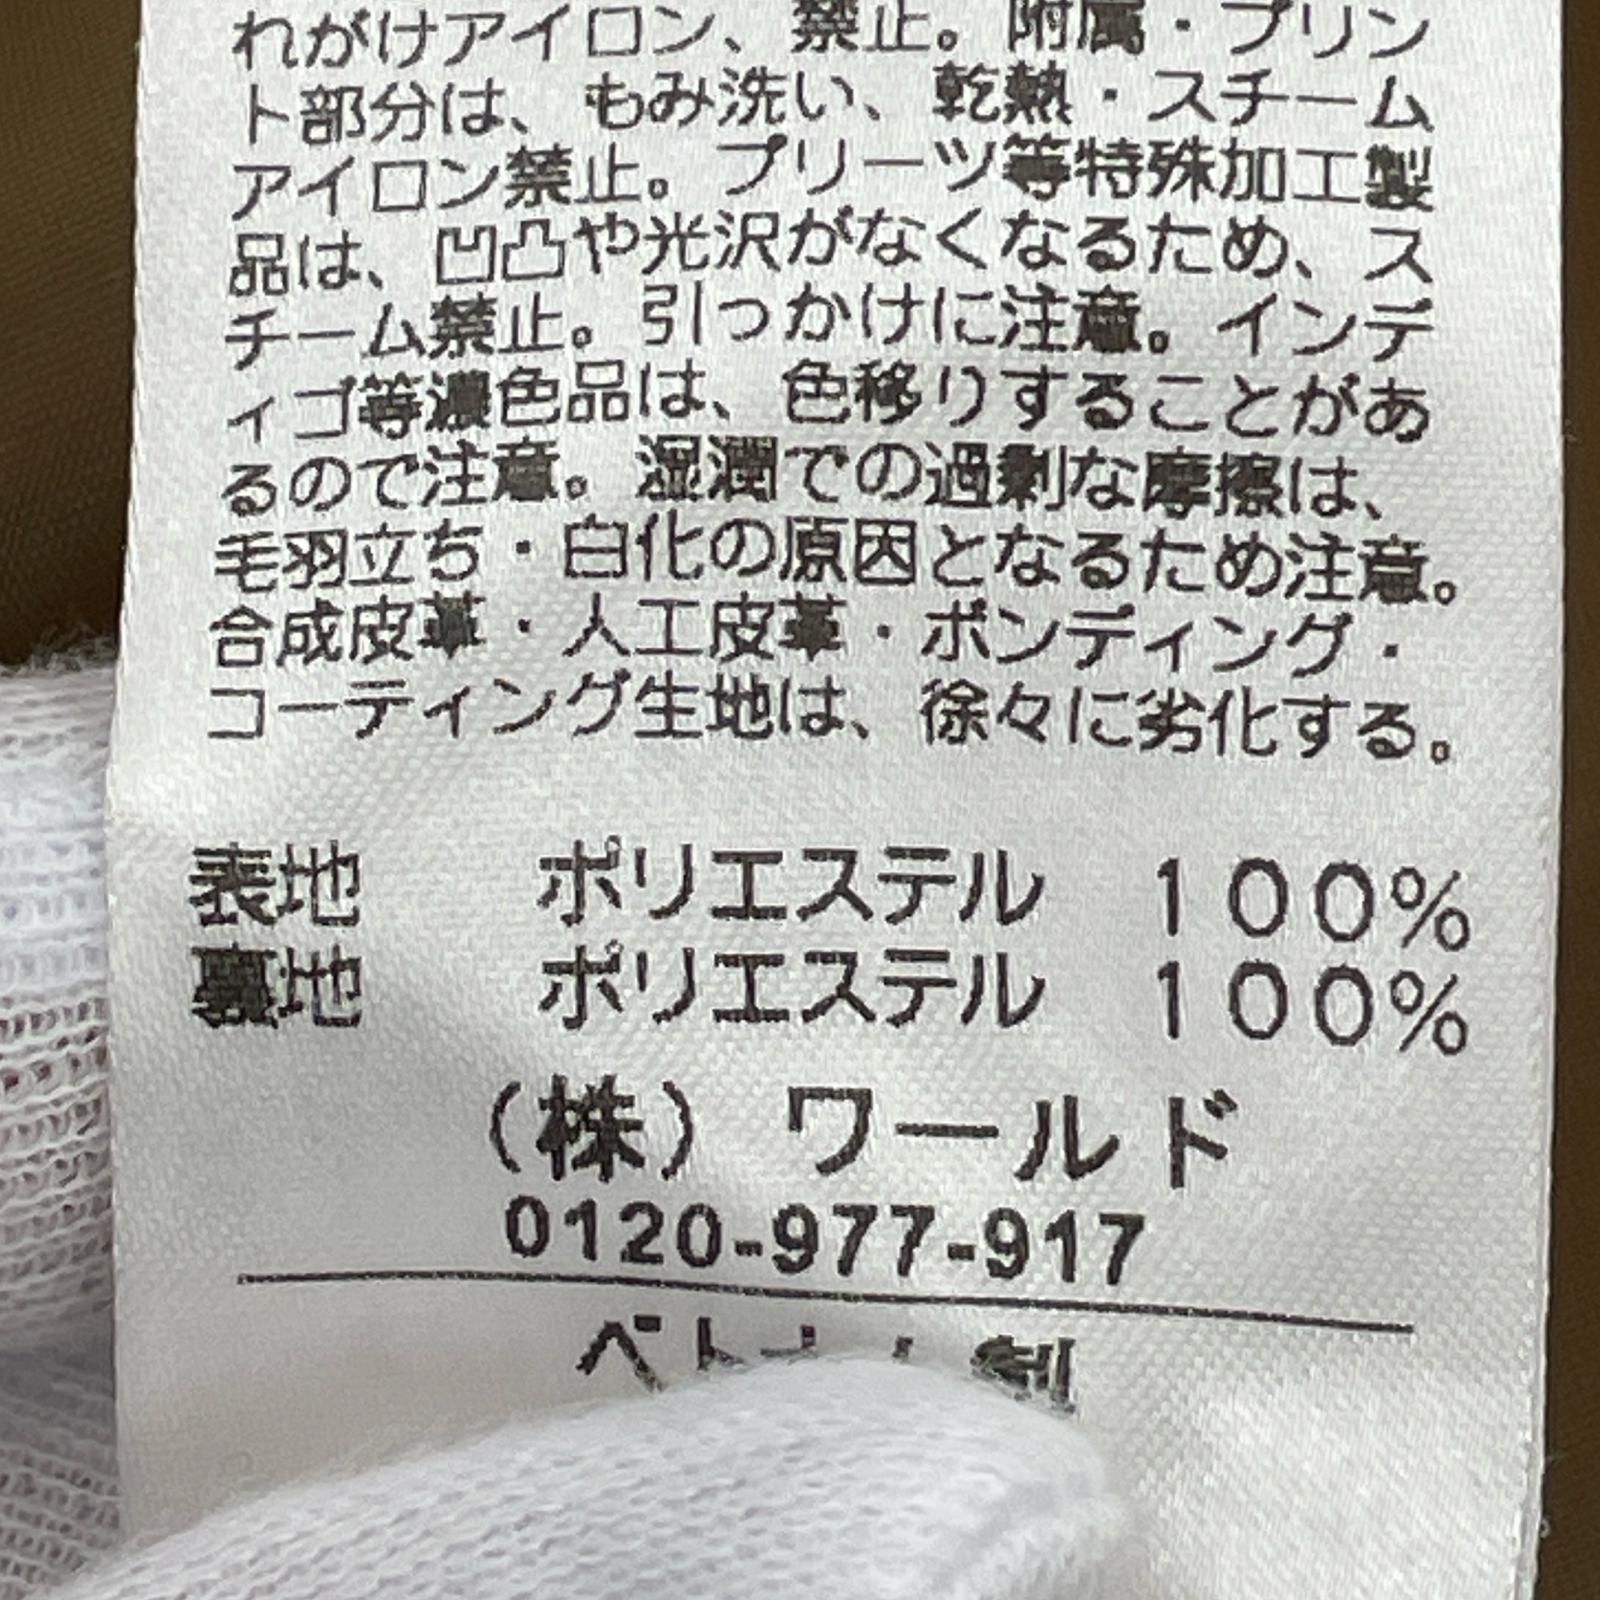 れがけアイロン、禁止。附属・プリン
ト部分は、もみ洗い、乾熱・スチーム
アイロン禁止。プリーツ等特殊加工製
品は、凹凸や光沢がなくなるため、ス
チーム禁止。引っかけに注意。インデ
ィゴ等濃色品は、色移りすることがあ
るので注意。湿潤での過剰な摩擦は、
毛羽立ち・白化の原因となるため注意。
合成皮革・人工皮革・ボンディング・
コーティング生地は、徐々に劣化する。
表地 ポリエステル 100%
裏地 ポリエステル 100%
(株) ワールド
0120-977-917
ベトナム製